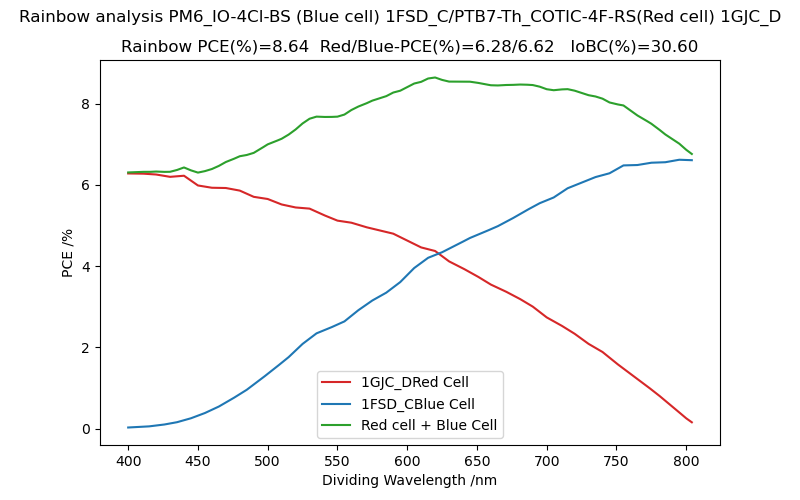 Rainbow analysis PM6_IO-4Cl-BS (Blue cell) 1FSD_C/PTB7-Th_COTIC-4F-RS(Red cell) 1GJC_D
Rainbow PCE(%)=8.64  Red/Blue-PCE(%)=6.28/6.62   IoBC(%)=30.60
8
6
4
2
0
PCE /%
1GJC_DRed Cell
1FSD_CBlue Cell
Red cell + Blue Cell
400 450 500 550 600 650 700 750 800
Dividing Wavelength /nm